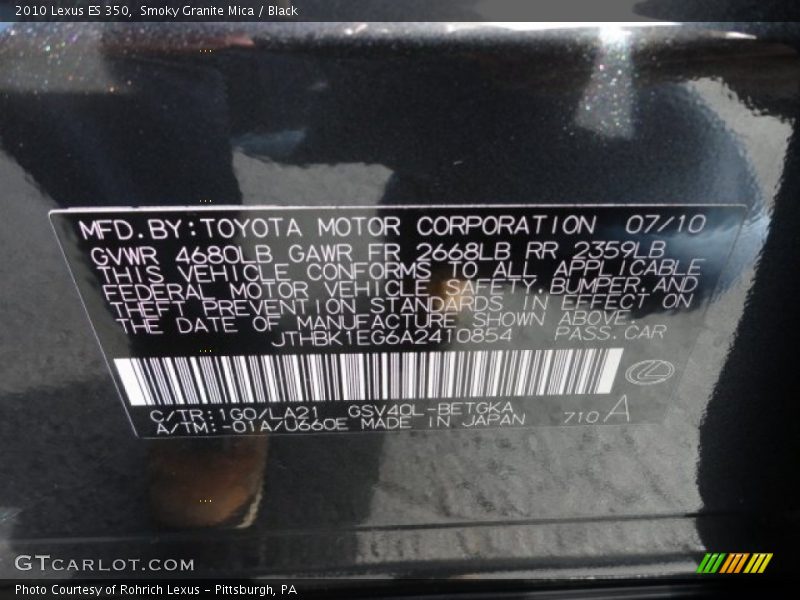 2010 Lexus ES 350, Smoky Granite Mica / Black
MFD.BY:TOYOTA MOTOR CORPORATION 07/10
GVWR 4680LB GAWR FR 2668LB RR 2359LB
THIS VEHICLE CONFORMS TO ALL APPLICABLE
FEDERAL MOTOR VEHICLE SAFETY,BUMPER,AND
THEFT PREVENTION STANDARDS IN EFFECT ON
THE DATE OF MANUFACTURE SHOWN ABOVE.
JTHBK1EG6A2410854 PASS.CAR
C/TR:1G0/LA21 GSV40L-BETGKA
A/TM:-01A/U660E MADE IN JAPAN 710 A
GTCARLOT.COM
Photo Courtesy of Rohrich Lexus - Pittsburgh, PA